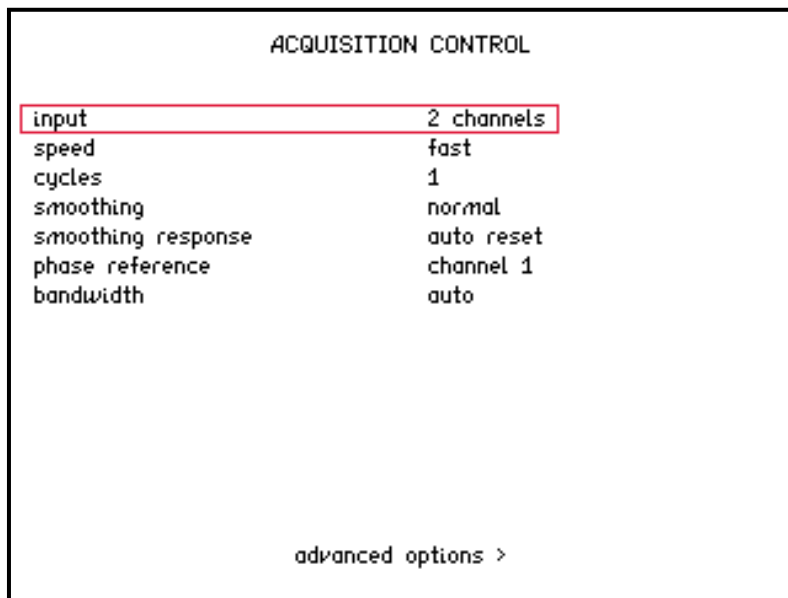 ACQUISITION CONTROL
input 2 channels
speed fast
cycles 1
smoothing normal
smoothing response auto reset
phase reference channel 1
bandwidth auto
advanced options >